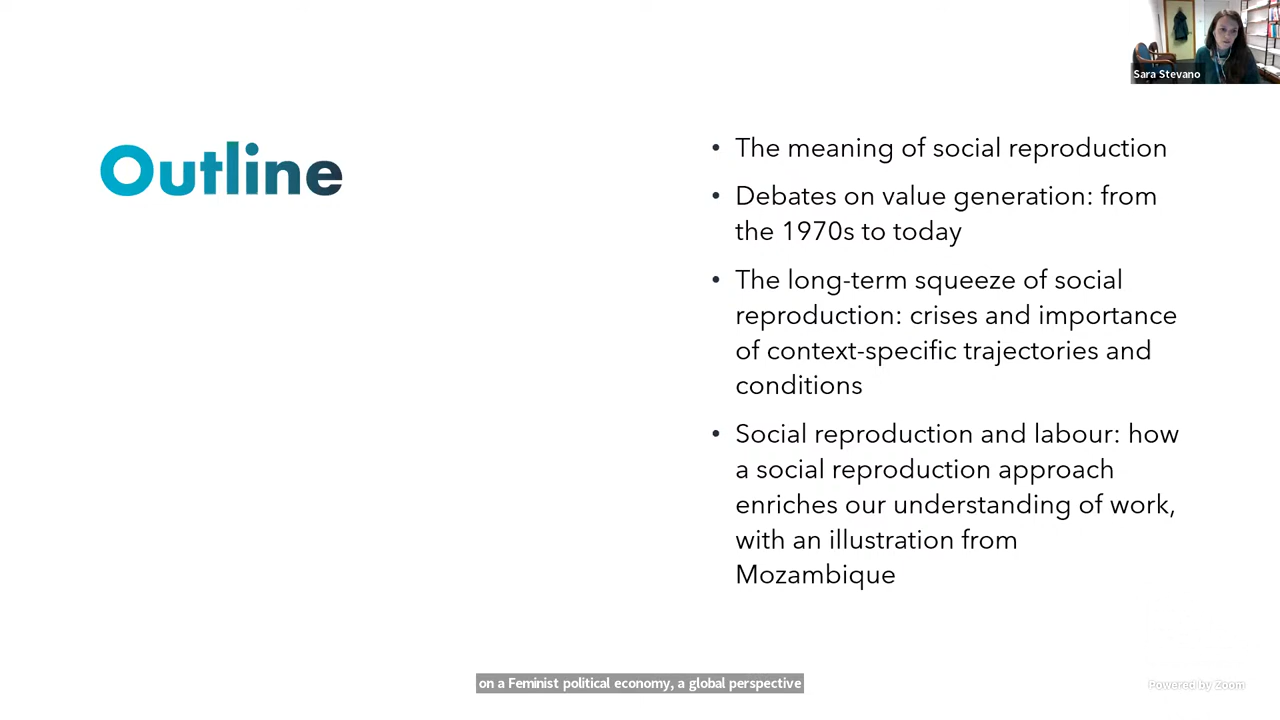 Sara Stevano
Outline
• The meaning of social reproduction
• Debates on value generation: from
the 1970s to today
• The long-term squeeze of social
reproduction: crises and importance
of context-specific trajectories and
conditions
• Social reproduction and labour: how
a social reproduction approach
enriches our understanding of work,
with an illustration from
Mozambique
on a Feminist political economy, a global perspective
Powered by Zoom